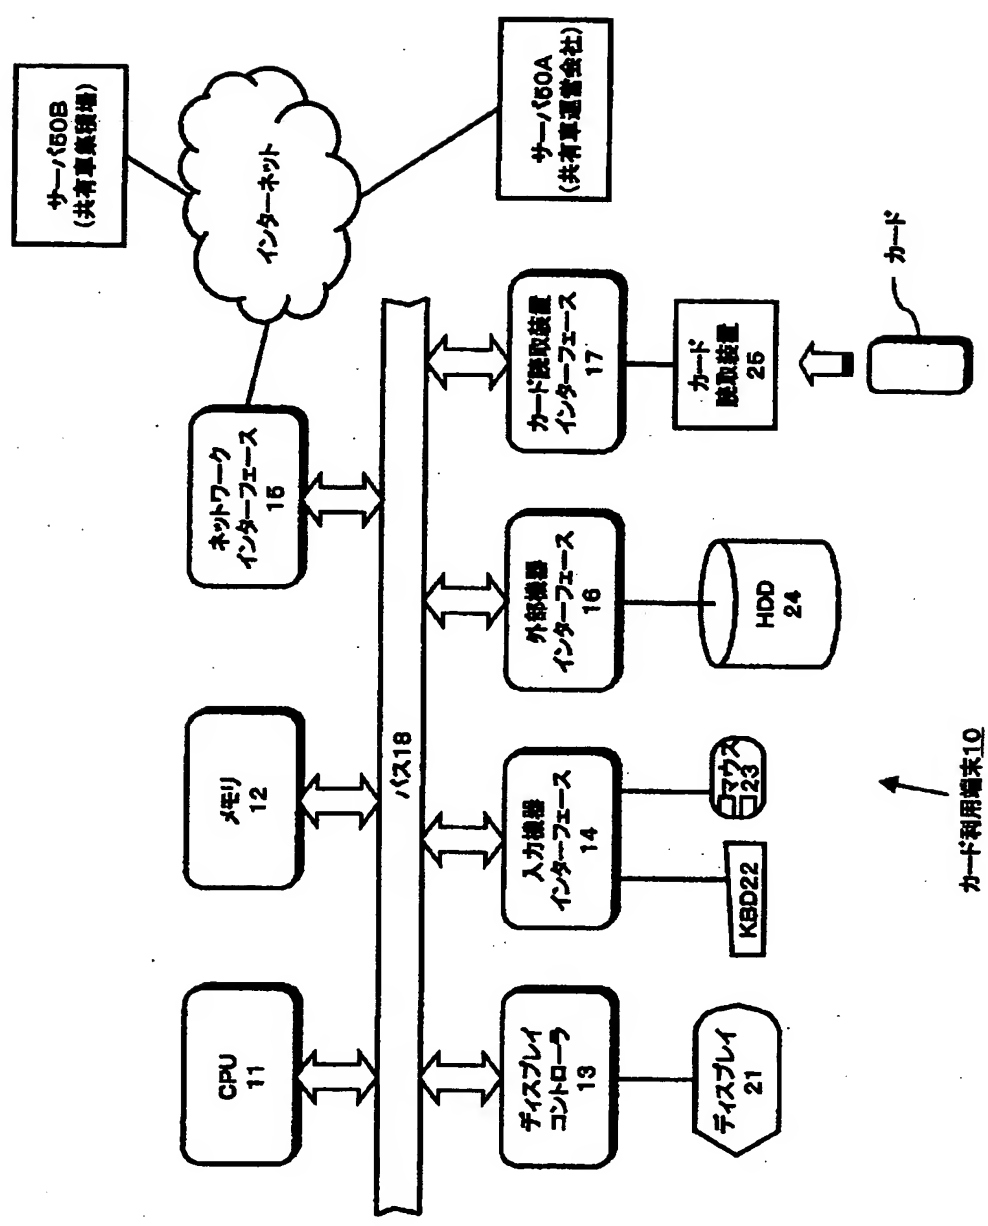 サーバ50B
(共有車集積場)
サーバ50A
(共有車運営会社)
インターネット
CPU
11
メモリ
12
ネットワーク
インターフェース
15
バス18
ディスプレイ
コントローラ
13
入力機器
インターフェース
14
外部機器
インターフェース
16
カード読取装置
インターフェース
17
ディスプレイ
21
KBD22
マウス
23
HDD
24
カード
読取装置
25
カード
カード利用端末10